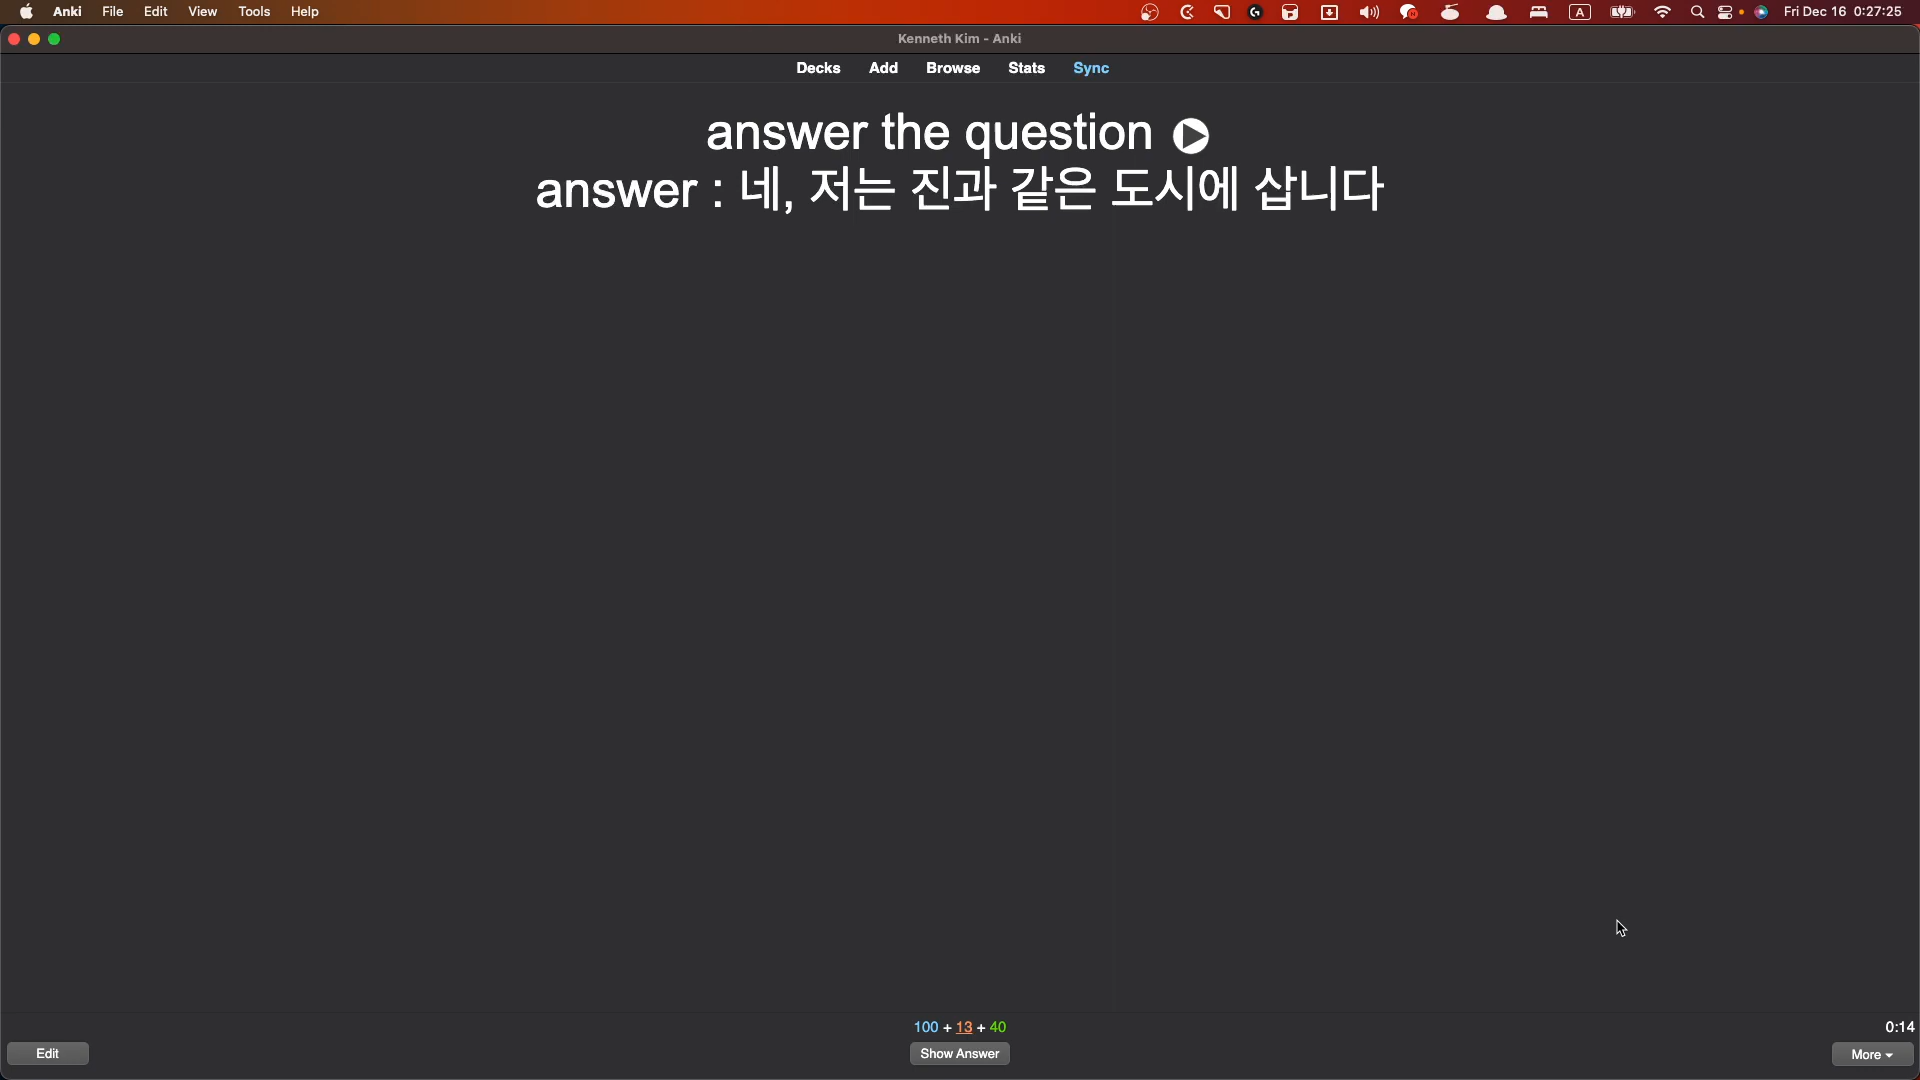 Anki File Edit View Tools Help A Fri Dec 16 0:27:25
Kenneth Kim - Anki
Decks Add Browse Stats Sync
answer the question
answer : 네, 저는 진과 같은 도시에 삽니다
100 + 13 + 40
0:14
Edit
Show Answer
More